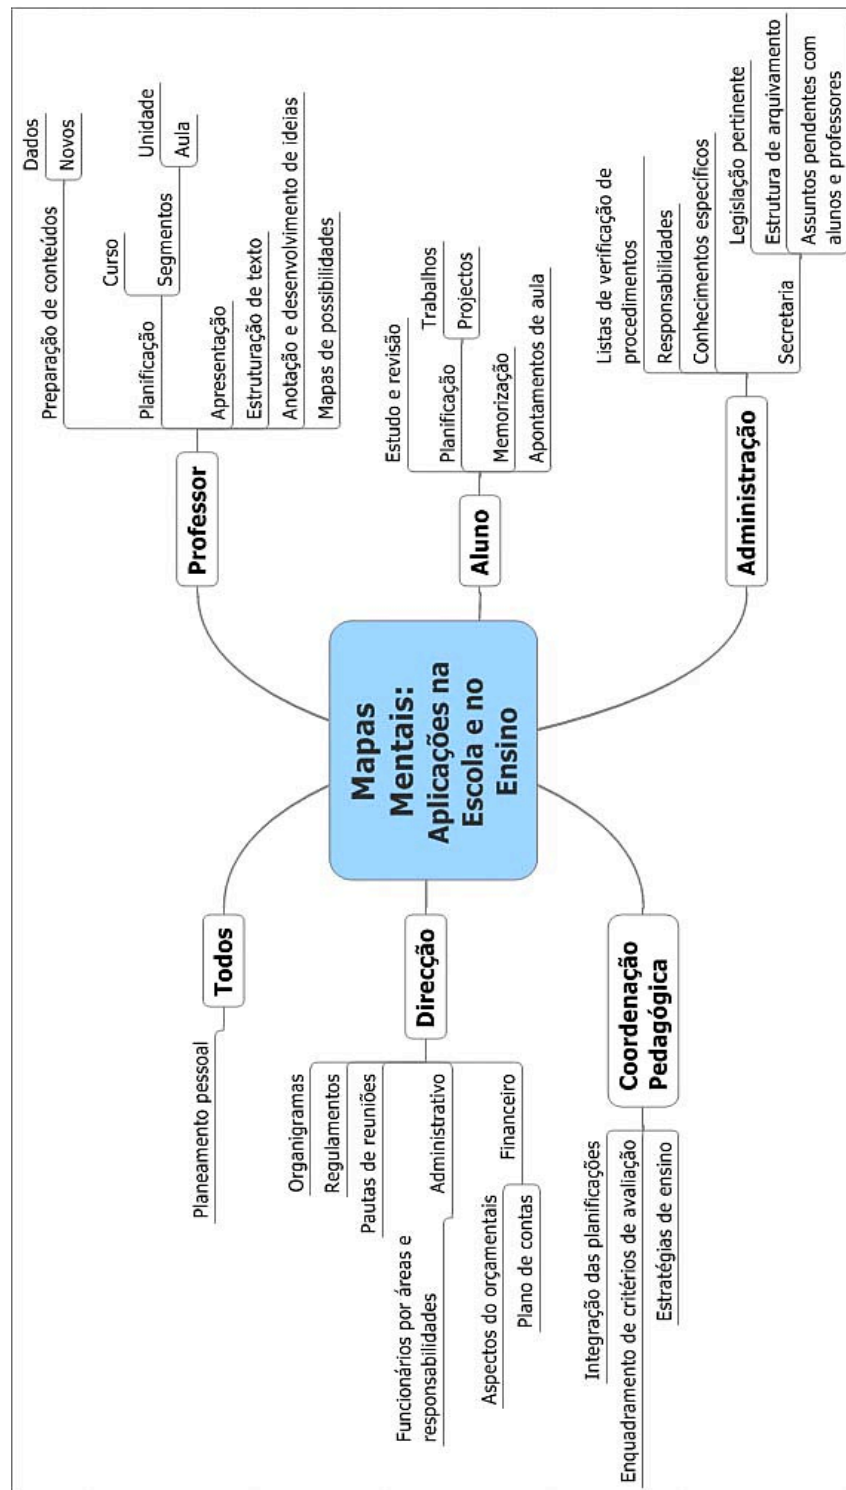 Mapas
Mentais:
Aplicações na
Escola e no
Ensino
Professor
Preparação de conteúdos
Dados
Novos
Planificação
Curso
Segmentos
Unidade
Aula
Apresentação
Estruturação de texto
Anotação e desenvolvimento de ideias
Mapas de possibilidades
Aluno
Estudo e revisão
Planificação
Trabalhos
Projectos
Memorização
Apontamentos de aula
Administração
Listas de verificação de
procedimentos
Responsabilidades
Conhecimentos específicos
Secretaria
Legislação pertinente
Estrutura de arquivamento
Assuntos pendentes com
alunos e professores
Todos
Planeamento pessoal
Direcção
Organigramas
Regulamentos
Pautas de reuniões
Administrativo
Funcionários por áreas e
responsabilidades
Financeiro
Aspectos do orçamentais
Plano de contas
Coordenação
Pedagógica
Integração das planificações
Enquadramento de critérios de avaliação
Estratégias de ensino